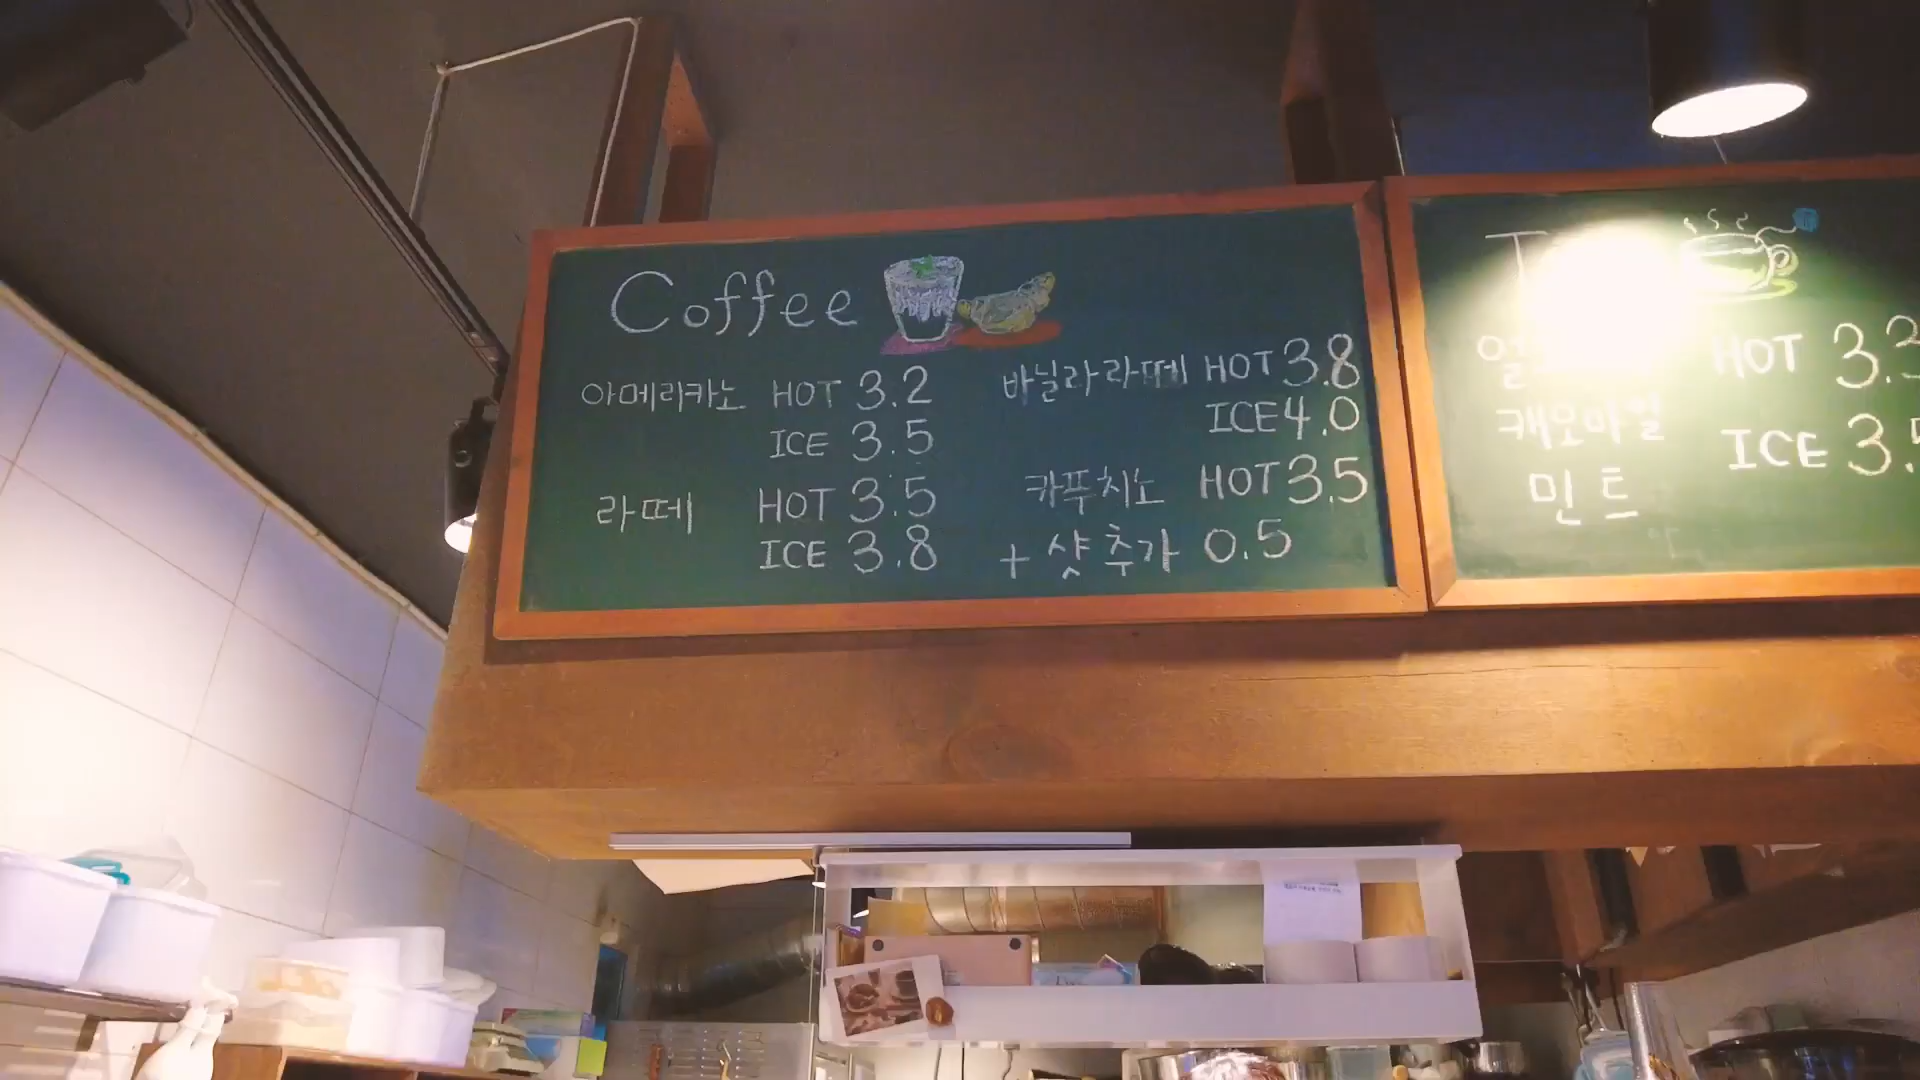 Coffee
아메리카노 HOT 3.2
ICE 3.5
라떼 HOT 3.5
ICE 3.8
바닐라라떼 HOT 3.8
ICE 4.0
카푸치노 HOT 3.5
+ 샷추가 0.5
HOT 3.3
캐모마일
ICE 3.5
민트